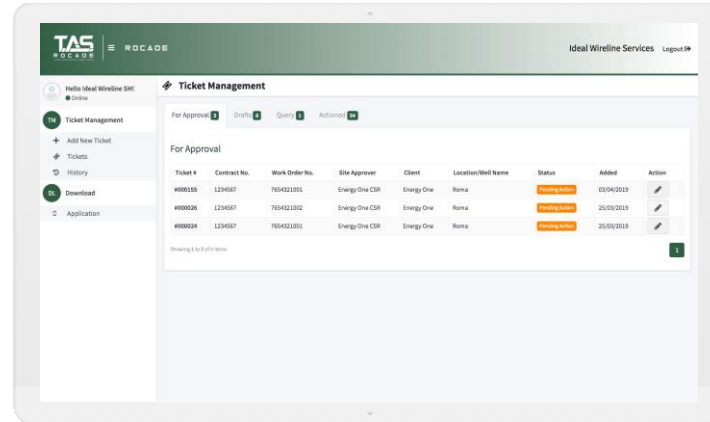 TAS
ROCADE
≡ ROCADE
Ideal Wireline Services Logout
Hello Ideal Wireline SM!
Online
TM Ticket Management
Add New Ticket
Tickets
History
DL Download
Application
Ticket Management
For Approval 3 Drafts Query Actioned
For Approval
Ticket # Contract No. Work Order No. Site Approver Client Location/Well Name Status Added Action
#000155 1234567 7654321001 Energy One CSR Energy One Roma Pending Action 03/04/2019
#000026 1234567 7654321002 Energy One CSR Energy One Roma Pending Action 25/03/2019
#000024 1234567 7654321001 Energy One CSR Energy One Roma Pending Action 25/03/2019
Showing 1 to 3 of 3 items
1